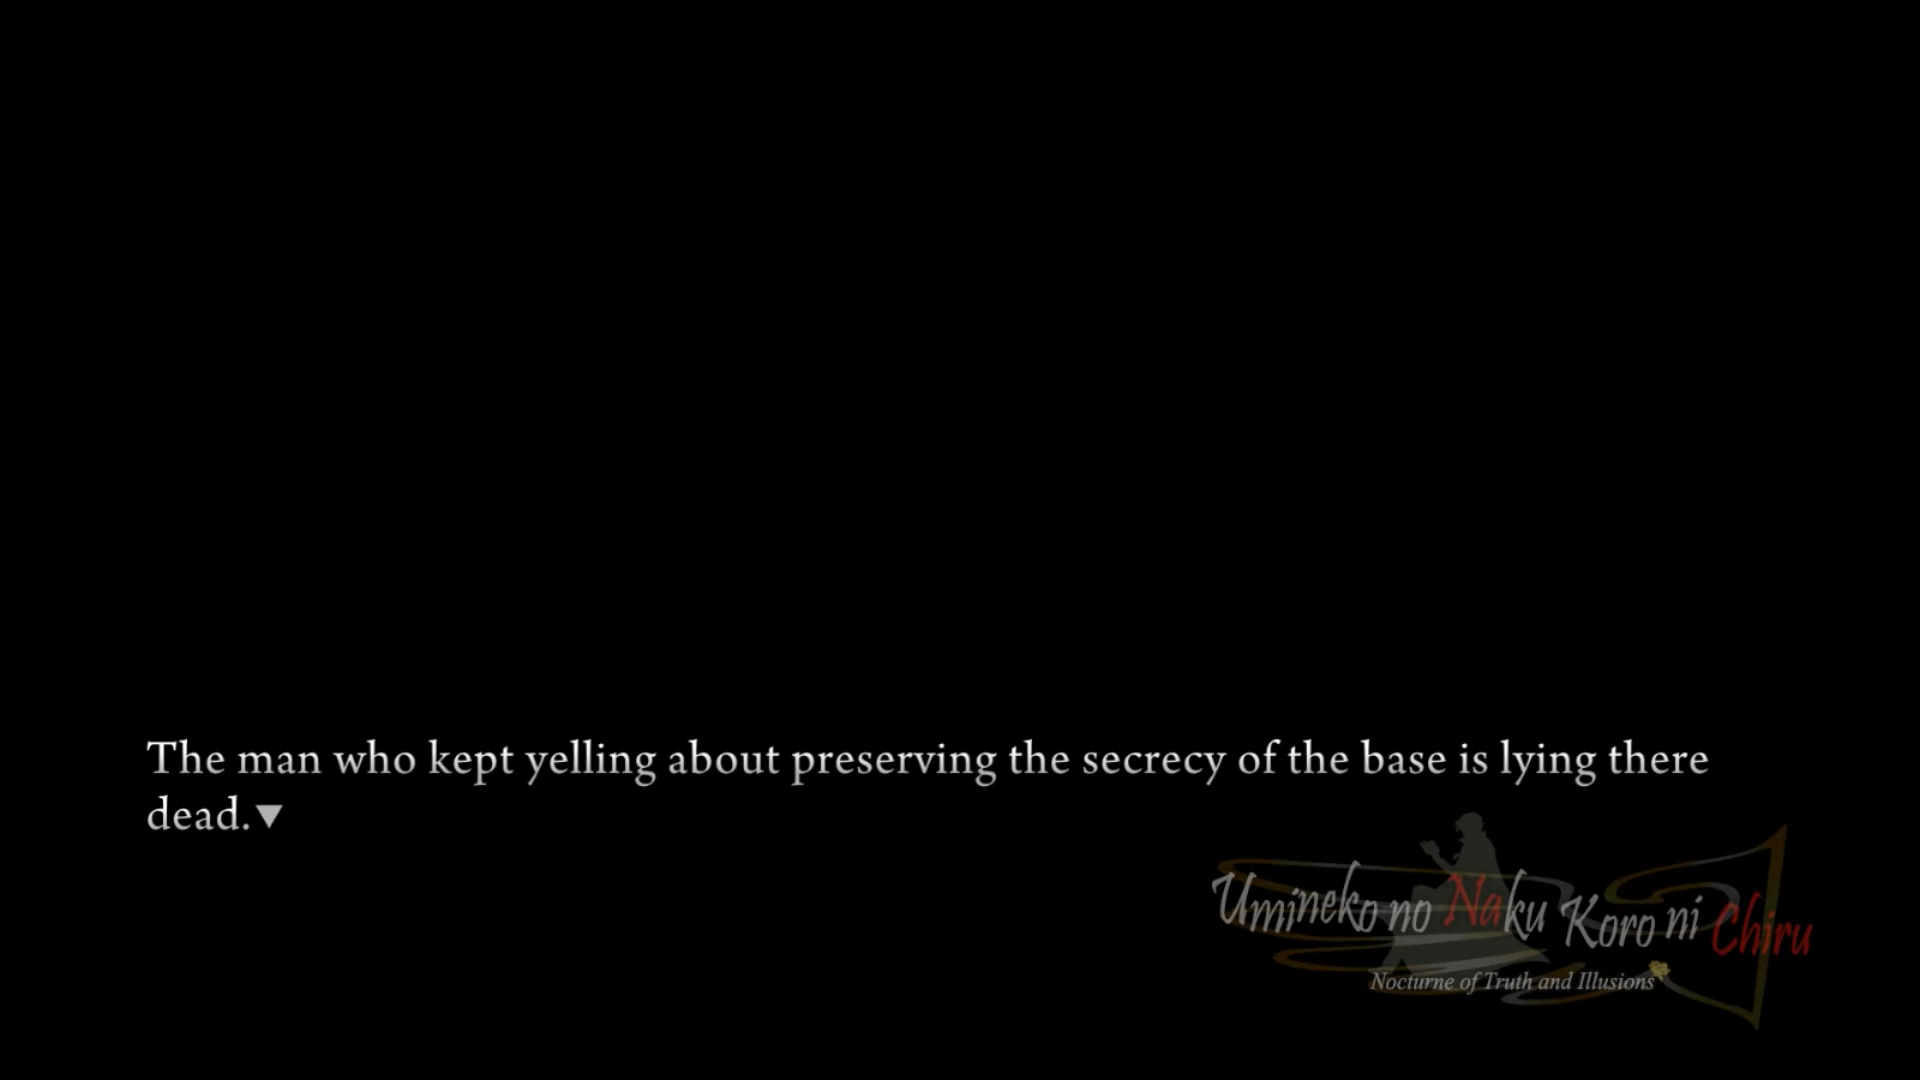 The man who kept yelling about preserving the secrecy of the base is lying there
dead.
Umineko no Naku Koro ni Chiru
Nocturne of Truth and Illusions